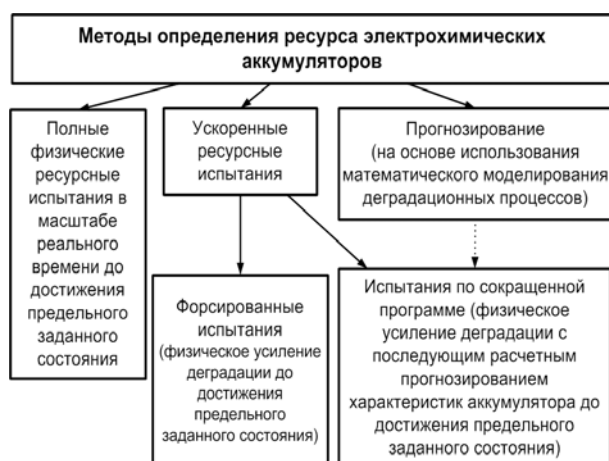 Методы определения ресурса электрохимических
аккумуляторов
Полные
физические
ресурсные
испытания в
масштабе
реального
времени до
достижения
предельного
заданного
состояния
Ускоренные
ресурсные
испытания
Прогнозирование
(на основе использования
математического моделирования
деградационных процессов)
Форсированные
испытания
(физическое усиление
деградации до
достижения
предельного
заданного состояния)
Испытания по сокращенной
программе (физическое
усиление деградации с
последующим расчетным
прогнозированием
характеристик аккумулятора до
достижения предельного
заданного состояния)